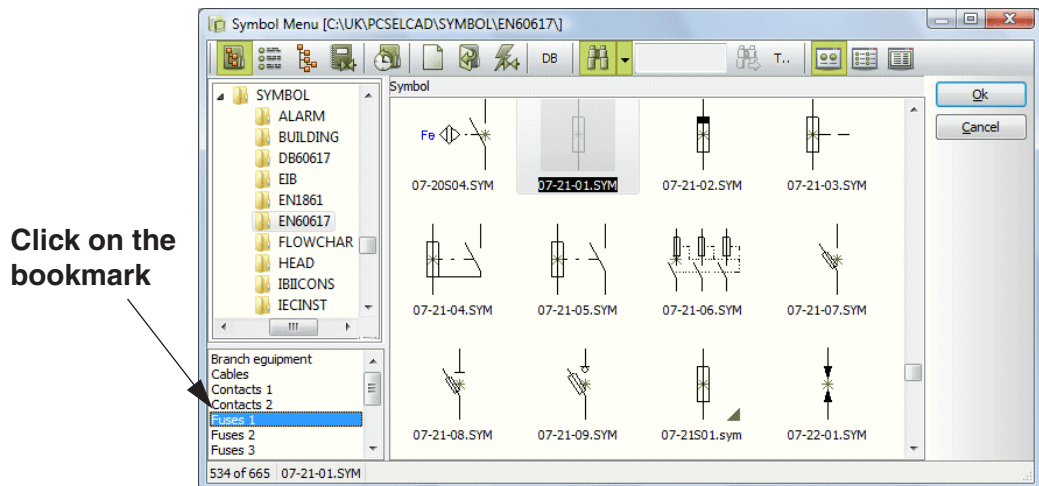 Symbol Menu [C:\UK\PCSELCAD\SYMBOL\EN60617\]
DB
T..
SYMBOL
ALARM
BUILDING
DB60617
EIB
EN1861
EN60617
FLOWCHAR
HEAD
IBIICONS
IECINST
Symbol
Fe
07-20S04.SYM
07-21-01.SYM
07-21-02.SYM
07-21-03.SYM
07-21-04.SYM
07-21-05.SYM
07-21-06.SYM
07-21-07.SYM
07-21-08.SYM
07-21-09.SYM
07-21S01.sym
07-22-01.SYM
Ok
Cancel
Click on the
bookmark
Branch eguipment
Cables
Contacts 1
Contacts 2
Fuses 1
Fuses 2
Fuses 3
534 of 665
07-21-01.SYM